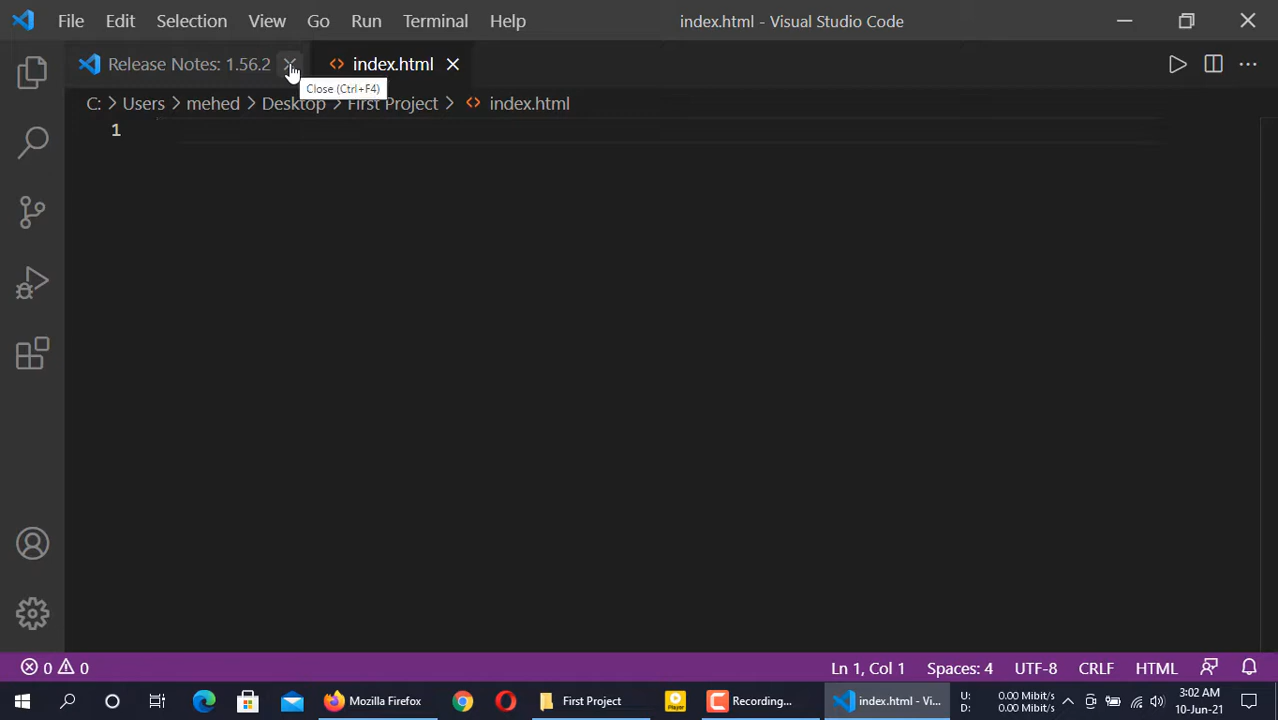 File Edit Selection View Go Run Terminal Help index.html - Visual Studio Code
Release Notes: 1.56.2 index.html
Close (Ctrl+F4)
C: > Users > mehed > Desktop > First Project > index.html
1
0 0 Ln 1, Col 1 Spaces: 4 UTF-8 CRLF HTML
Mozilla Firefox First Project Player Recording... index.html - Vi... U: 0.00 Mibit/s 3:02 AM
D: 0.00 Mibit/s 10-Jun-21